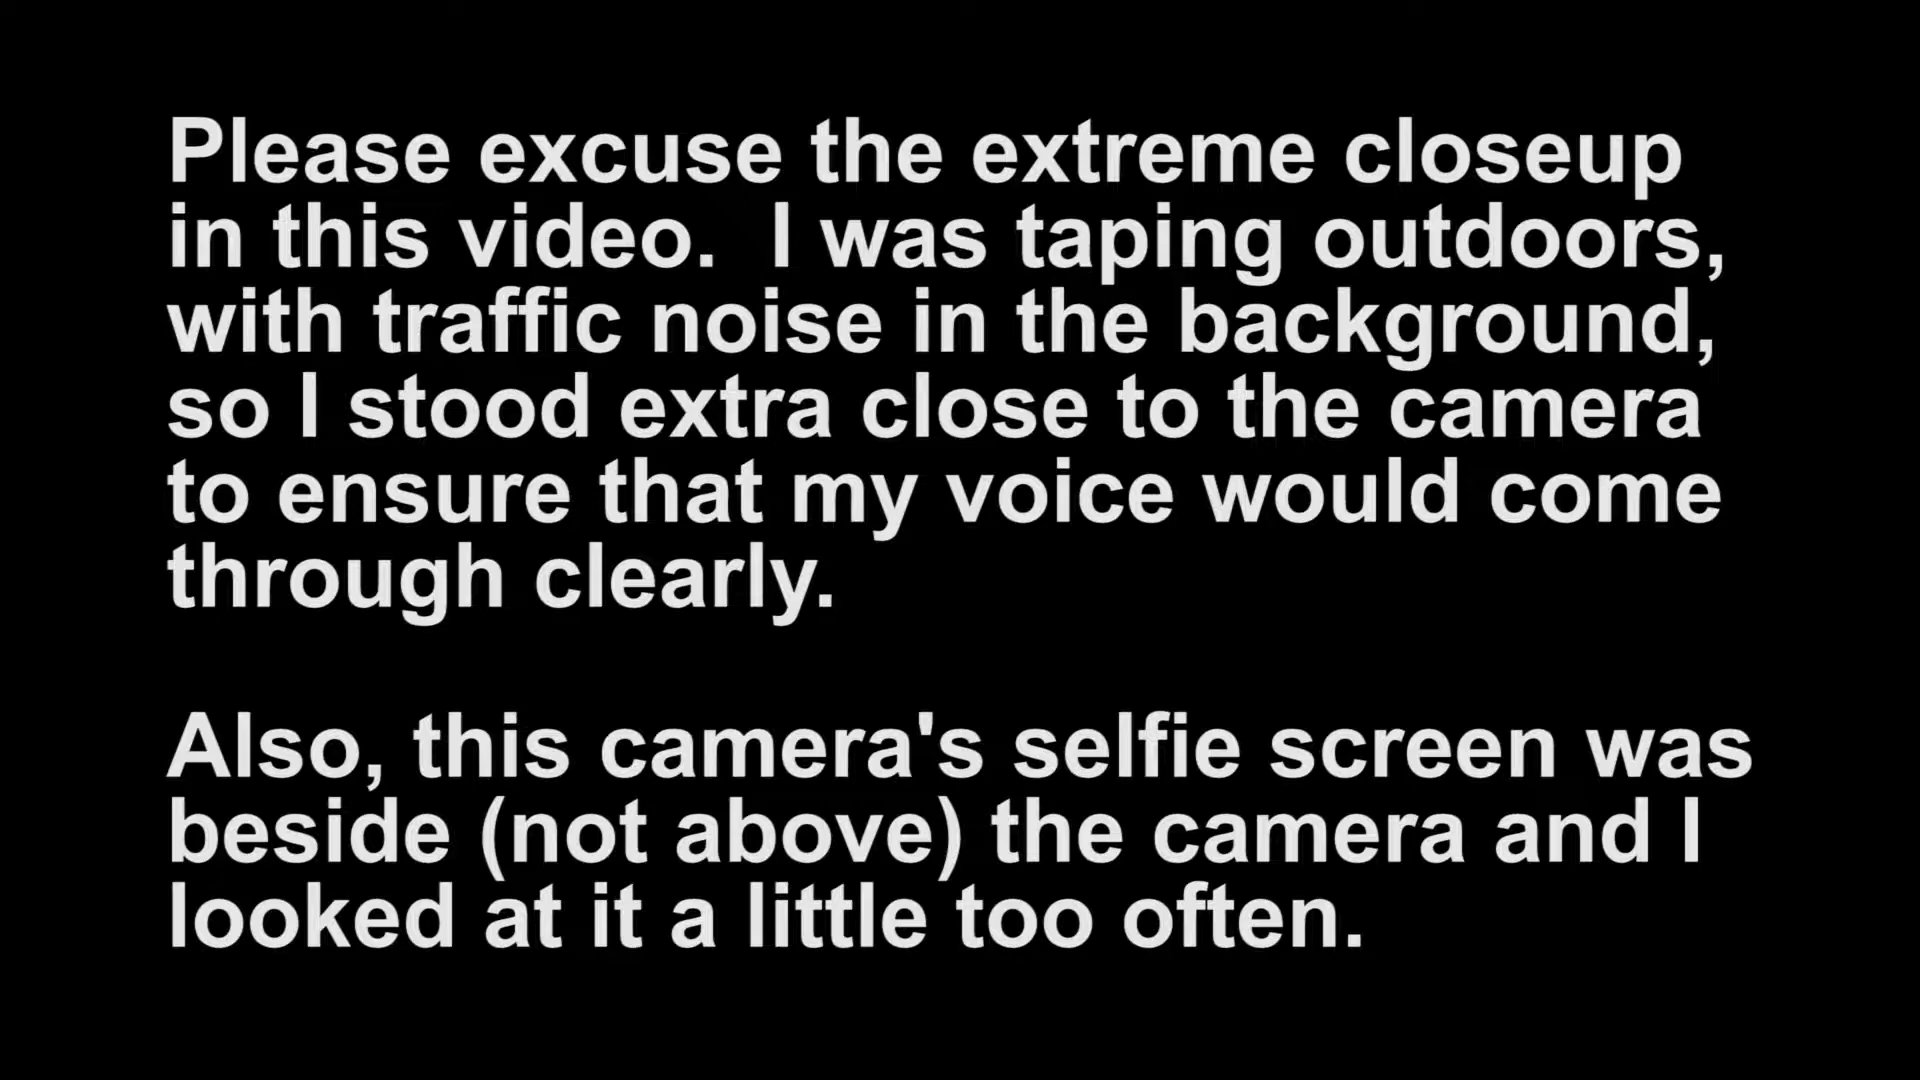 Please excuse the extreme closeup
in this video.  I was taping outdoors,
with traffic noise in the background,
so I stood extra close to the camera
to ensure that my voice would come
through clearly.
Also, this camera's selfie screen was
beside (not above) the camera and I
looked at it a little too often.